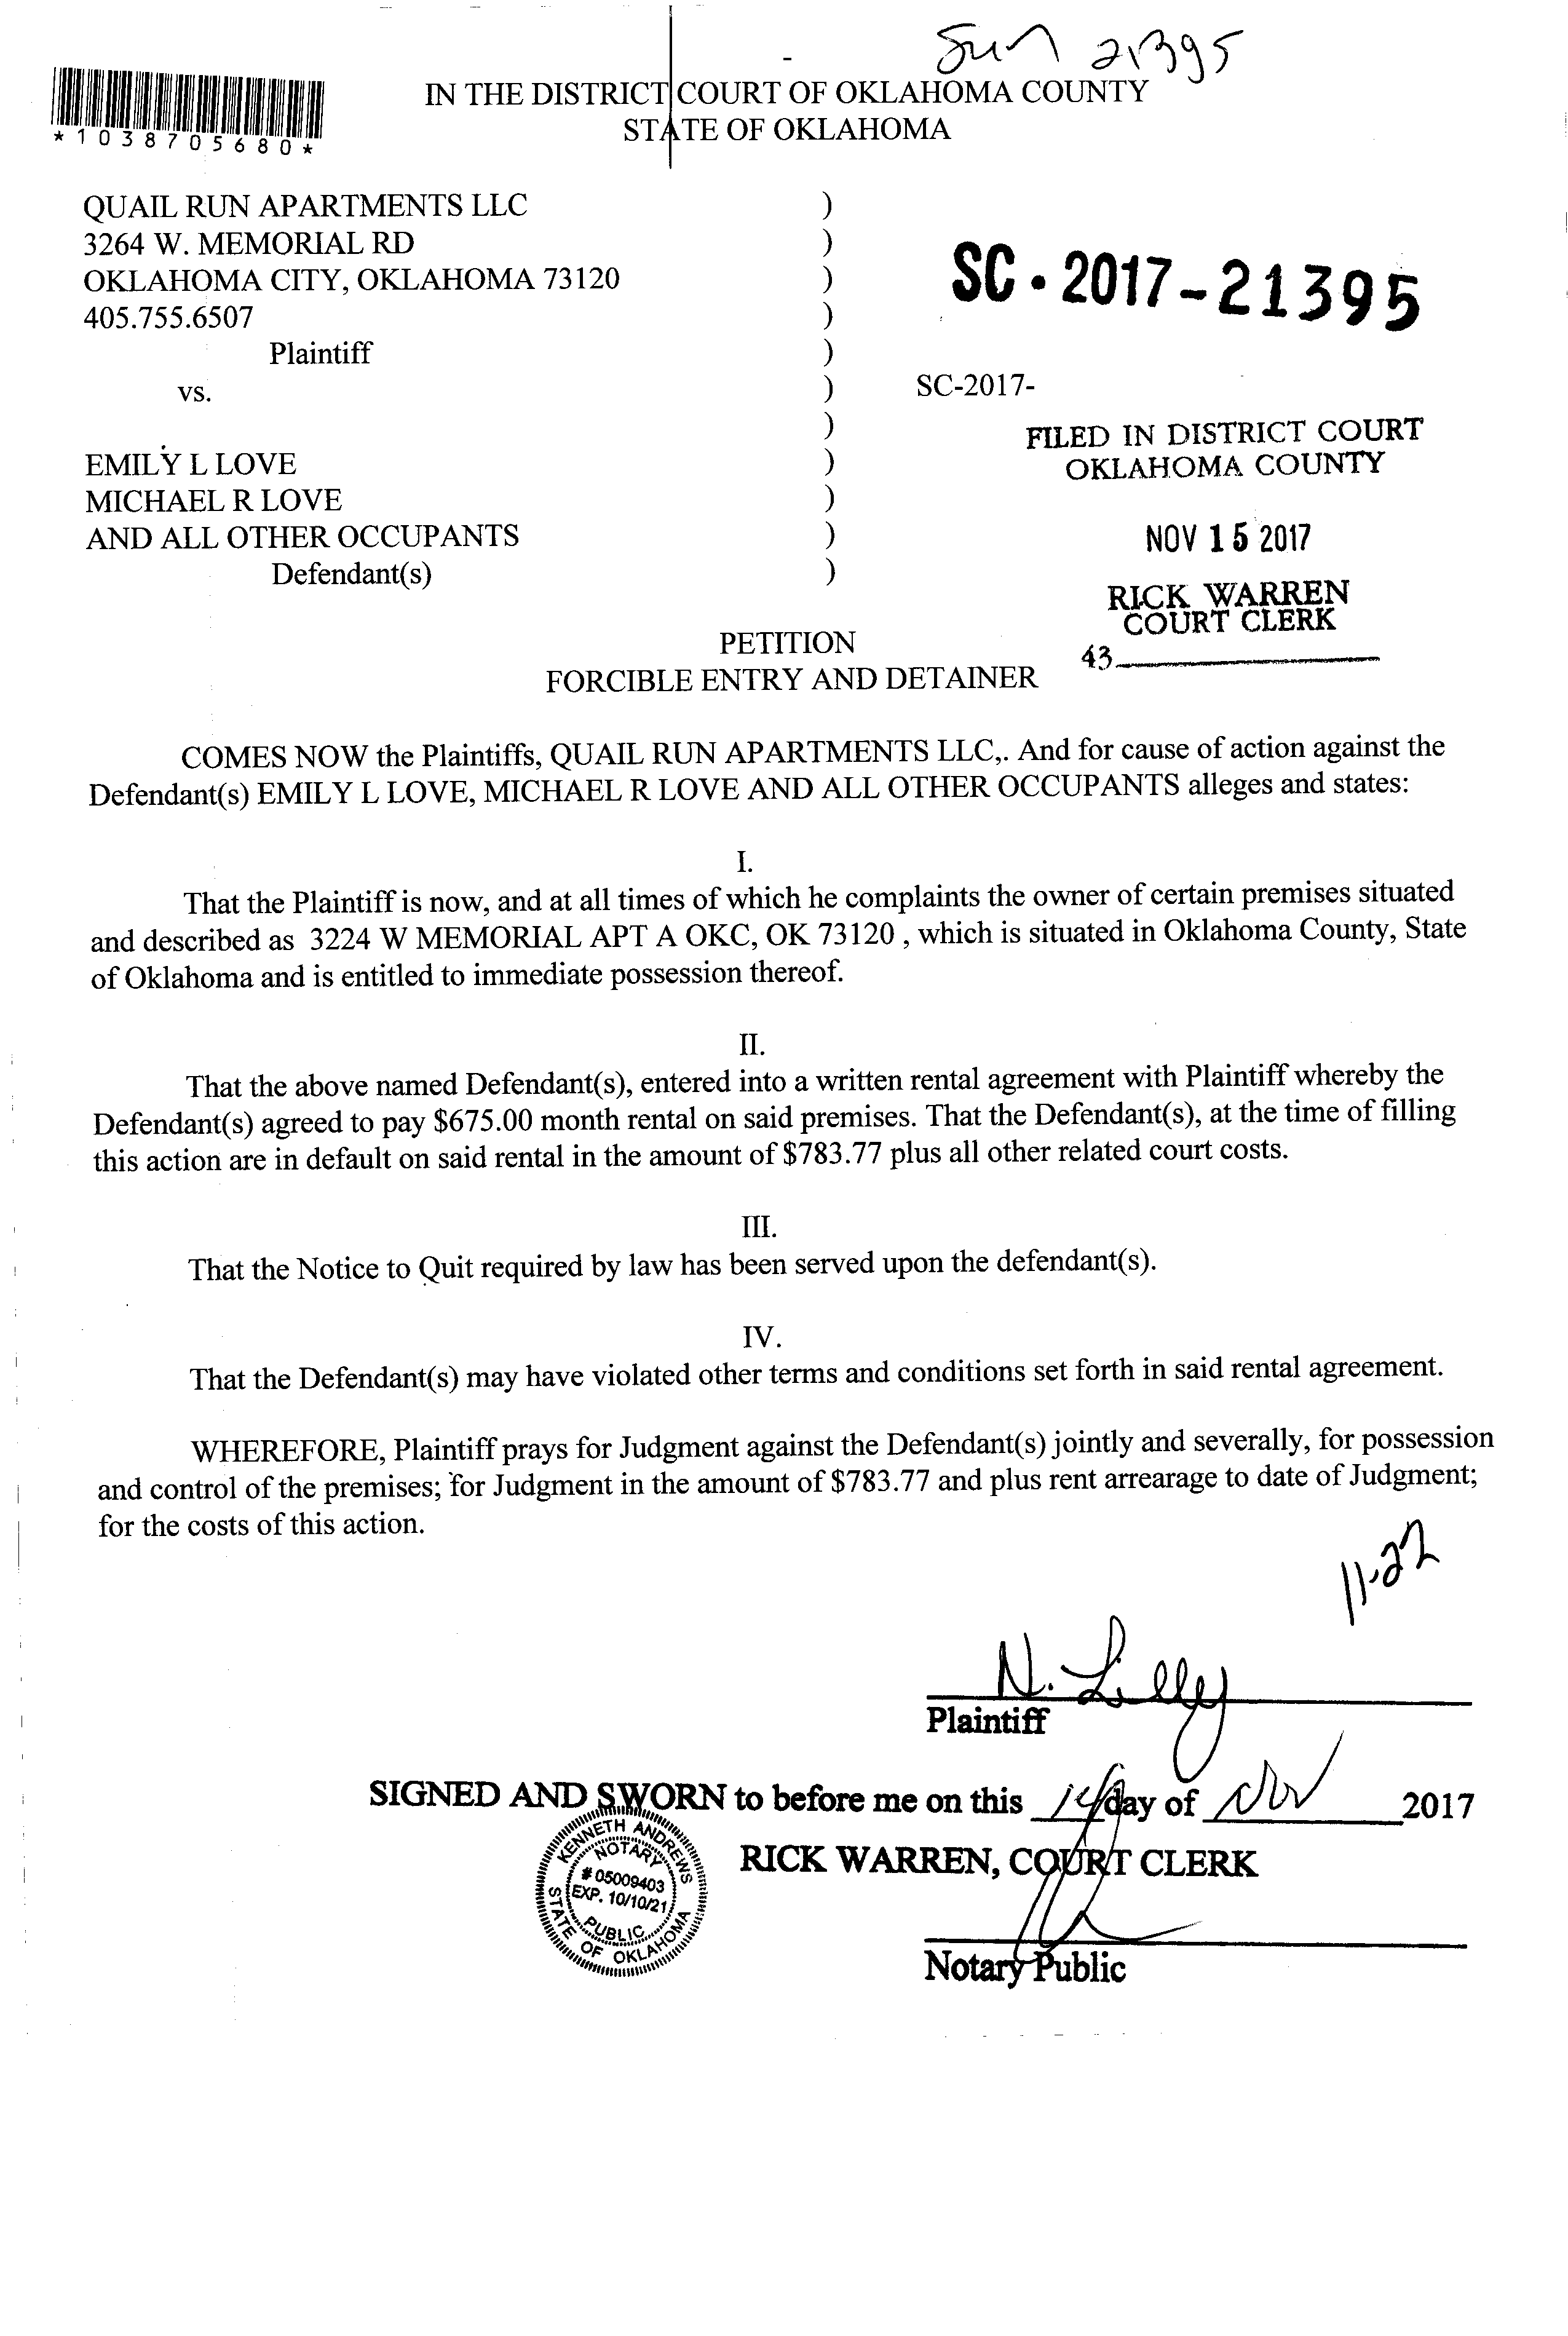 21395
*1038705680*
IN THE DISTRICT COURT OF OKLAHOMA COUNTY
STATE OF OKLAHOMA
QUAIL RUN APARTMENTS LLC )
3264 W. MEMORIAL RD )
OKLAHOMA CITY, OKLAHOMA 73120 )
405.755.6507 )
Plaintiff )
vs. )
)
EMILY L LOVE )
MICHAEL R LOVE )
AND ALL OTHER OCCUPANTS )
Defendant(s) )
SC-2017-21395
SC-2017-
FILED IN DISTRICT COURT
OKLAHOMA COUNTY
NOV 15 2017
RICK WARREN
COURT CLERK
43
PETITION
FORCIBLE ENTRY AND DETAINER
COMES NOW the Plaintiffs, QUAIL RUN APARTMENTS LLC,. And for cause of action against the
Defendant(s) EMILY L LOVE, MICHAEL R LOVE AND ALL OTHER OCCUPANTS alleges and states:
I.
That the Plaintiff is now, and at all times of which he complaints the owner of certain premises situated
and described as 3224 W MEMORIAL APT A OKC, OK 73120 , which is situated in Oklahoma County, State
of Oklahoma and is entitled to immediate possession thereof.
II.
That the above named Defendant(s), entered into a written rental agreement with Plaintiff whereby the
Defendant(s) agreed to pay $675.00 month rental on said premises. That the Defendant(s), at the time of filling
this action are in default on said rental in the amount of $783.77 plus all other related court costs.
III.
That the Notice to Quit required by law has been served upon the defendant(s).
IV.
That the Defendant(s) may have violated other terms and conditions set forth in said rental agreement.
WHEREFORE, Plaintiff prays for Judgment against the Defendant(s) jointly and severally, for possession
and control of the premises; for Judgment in the amount of $783.77 and plus rent arrearage to date of Judgment;
for the costs of this action.
11.22
N. Lilly
Plaintiff
SIGNED AND SWORN to before me on this 14 day of Nov 2017
RICK WARREN, COURT CLERK
KENNETH ANDREWS
NOTARY
# 05009403
EXP. 10/10/21
PUBLIC
STATE OF OKLAHOMA
Notary Public